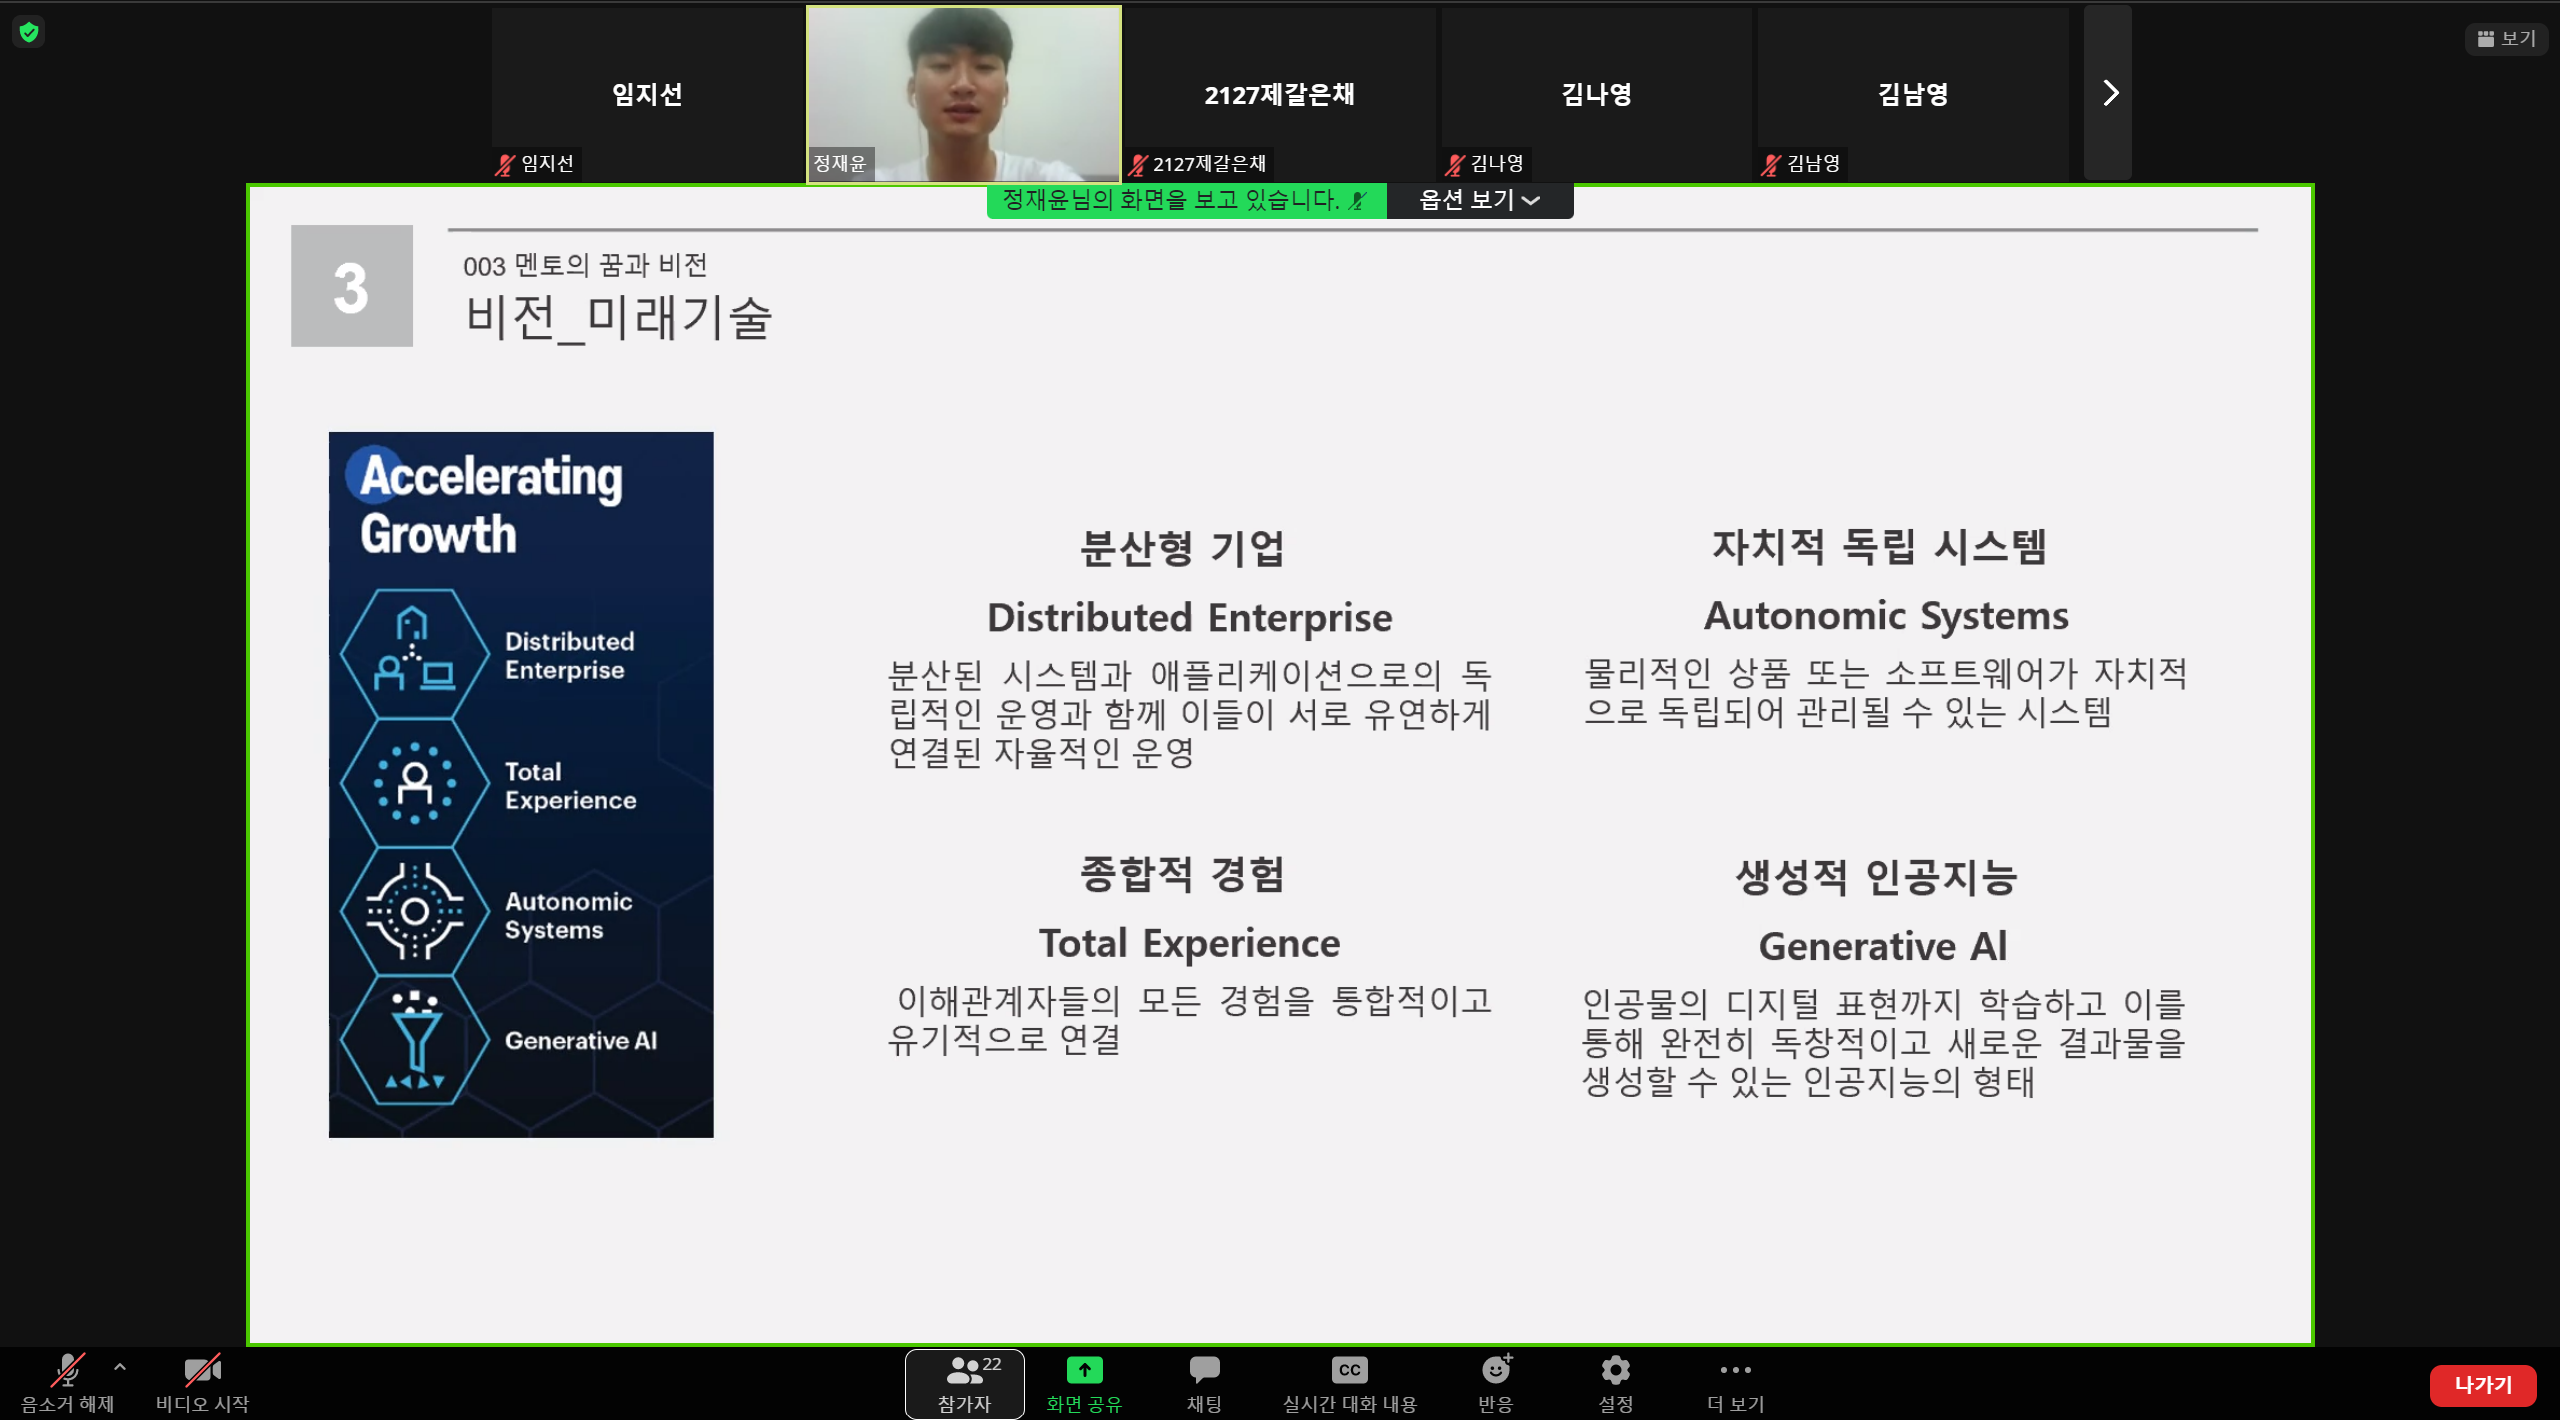 보기
임지선
2127제갈은채
김나영
김남영
임지선
정재윤
2127제갈은채
김나영
김남영
정재윤님의 화면을 보고 있습니다.
옵션 보기
3
003 멘토의 꿈과 비전
비전_미래기술
Accelerating
Growth
Distributed
Enterprise
Total
Experience
Autonomic
Systems
Generative AI
분산형 기업
Distributed Enterprise
분산된 시스템과 애플리케이션으로의 독
립적인 운영과 함께 이들이 서로 유연하게
연결된 자율적인 운영
자치적 독립 시스템
Autonomic Systems
물리적인 상품 또는 소프트웨어가 자치적
으로 독립되어 관리될 수 있는 시스템
종합적 경험
Total Experience
이해관계자들의 모든 경험을 통합적이고
유기적으로 연결
생성적 인공지능
Generative AI
인공물의 디지털 표현까지 학습하고 이를
통해 완전히 독창적이고 새로운 결과물을
생성할 수 있는 인공지능의 형태
음소거 해제
비디오 시작
22
참가자
화면 공유
채팅
CC
실시간 대화 내용
반응
설정
더 보기
나가기